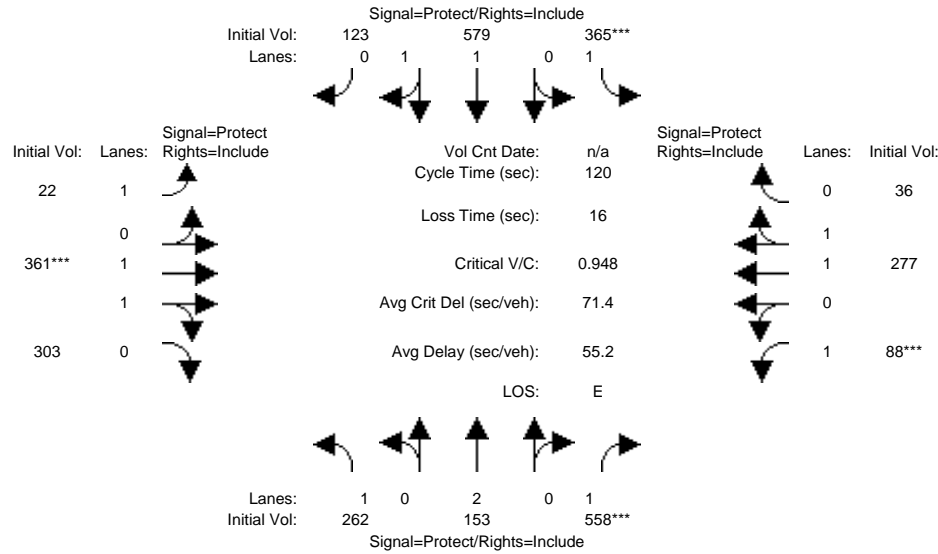 Signal=Protect/Rights=Include
Initial Vol: 123 579 365***
Lanes: 0 1 1 0 1
Signal=Protect Signal=Protect
Initial Vol: Lanes: Rights=Include Vol Cnt Date: n/a Rights=Include Lanes: Initial Vol:
Cycle Time (sec): 120
22 1 0 36
Loss Time (sec): 16
0 1
361*** 1 Critical V/C: 0.948 1 277
1 Avg Crit Del (sec/veh): 71.4 0
303 0 Avg Delay (sec/veh): 55.2 1 88***
LOS: E
Lanes: 1 0 2 0 1
Initial Vol: 262 153 558***
Signal=Protect/Rights=Include